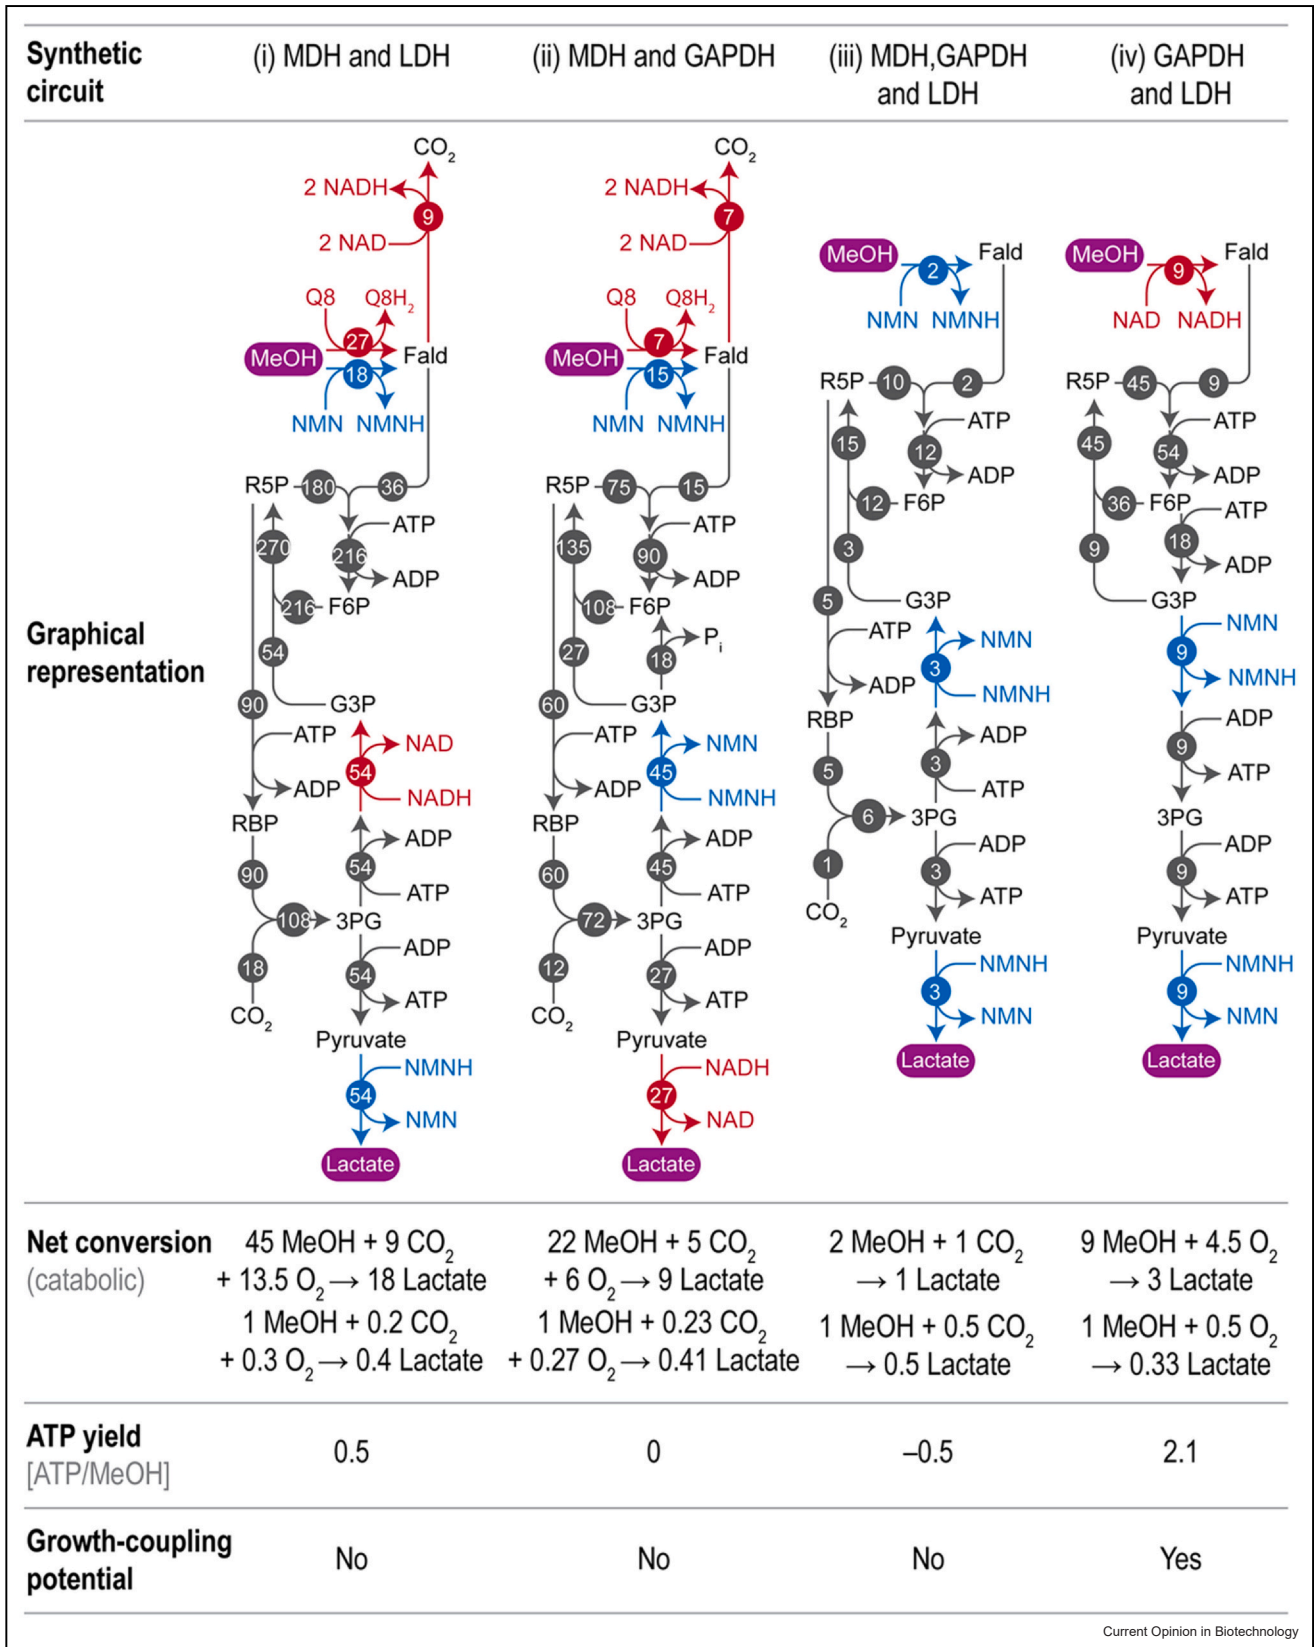 Synthetic circuit
(i) MDH and LDH
(ii) MDH and GAPDH
(iii) MDH,GAPDH and LDH
(iv) GAPDH and LDH
Graphical representation
CO2
2 NADH
9
2 NAD
Q8 Q8H2
27
MeOH Fald
18
NMN NMNH
R5P 180 36
ATP
270 216
ADP
216 F6P
54
90 G3P
ATP NAD
54
ADP NADH
RBP
ADP
90 54
ATP
108 3PG
ADP
18 54
ATP
CO2
Pyruvate
NMNH
54
NMN
Lactate
CO2
2 NADH
7
2 NAD
Q8 Q8H2
7
MeOH Fald
15
NMN NMNH
R5P 75 15
ATP
135 90
ADP
108 F6P
Pi
27 18
60 G3P
ATP NMN
45
ADP NMNH
RBP
ADP
60 45
ATP
72 3PG
ADP
12 27
ATP
CO2
Pyruvate
NADH
27
NAD
Lactate
MeOH Fald
2
NMN NMNH
R5P 10 2
ATP
15 12
ADP
12 F6P
3
5 G3P
ATP NMN
3
ADP NMNH
RBP
ADP
5 3
ATP
6 3PG
ADP
1 3
ATP
CO2
Pyruvate
NMNH
3
NMN
Lactate
MeOH Fald
9
NAD NADH
R5P 45 9
ATP
45 54
ADP
36 F6P
ATP
9 18
ADP
G3P
NMN
9
NMNH
ADP
9
ATP
3PG
ADP
9
ATP
Pyruvate
NMNH
9
NMN
Lactate
Net conversion
(catabolic)
45 MeOH + 9 CO2
+ 13.5 O2 → 18 Lactate
1 MeOH + 0.2 CO2
+ 0.3 O2 → 0.4 Lactate
22 MeOH + 5 CO2
+ 6 O2 → 9 Lactate
1 MeOH + 0.23 CO2
+ 0.27 O2 → 0.41 Lactate
2 MeOH + 1 CO2
→ 1 Lactate
1 MeOH + 0.5 CO2
→ 0.5 Lactate
9 MeOH + 4.5 O2
→ 3 Lactate
1 MeOH + 0.5 O2
→ 0.33 Lactate
ATP yield
[ATP/MeOH]
0.5 0 –0.5 2.1
Growth-coupling
potential
No No No Yes
Current Opinion in Biotechnology